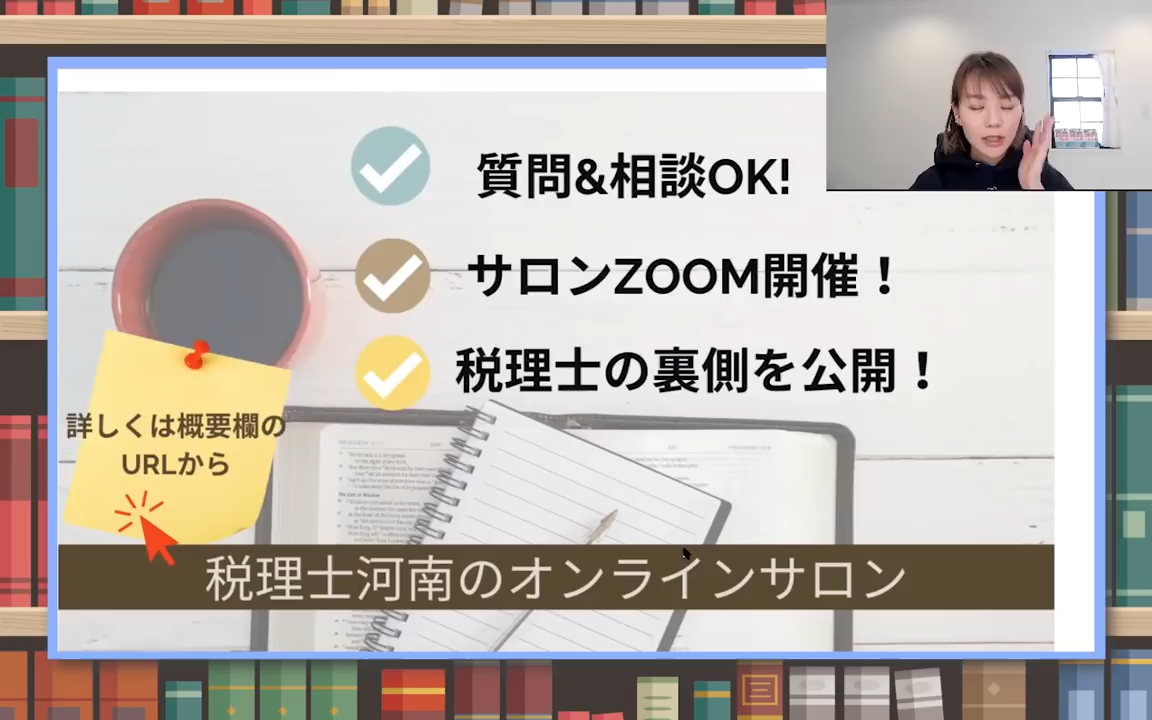 質問&相談OK!
サロンZOOM開催！
税理士の裏側を公開！
詳しくは概要欄の
URLから
税理士河南のオンラインサロン